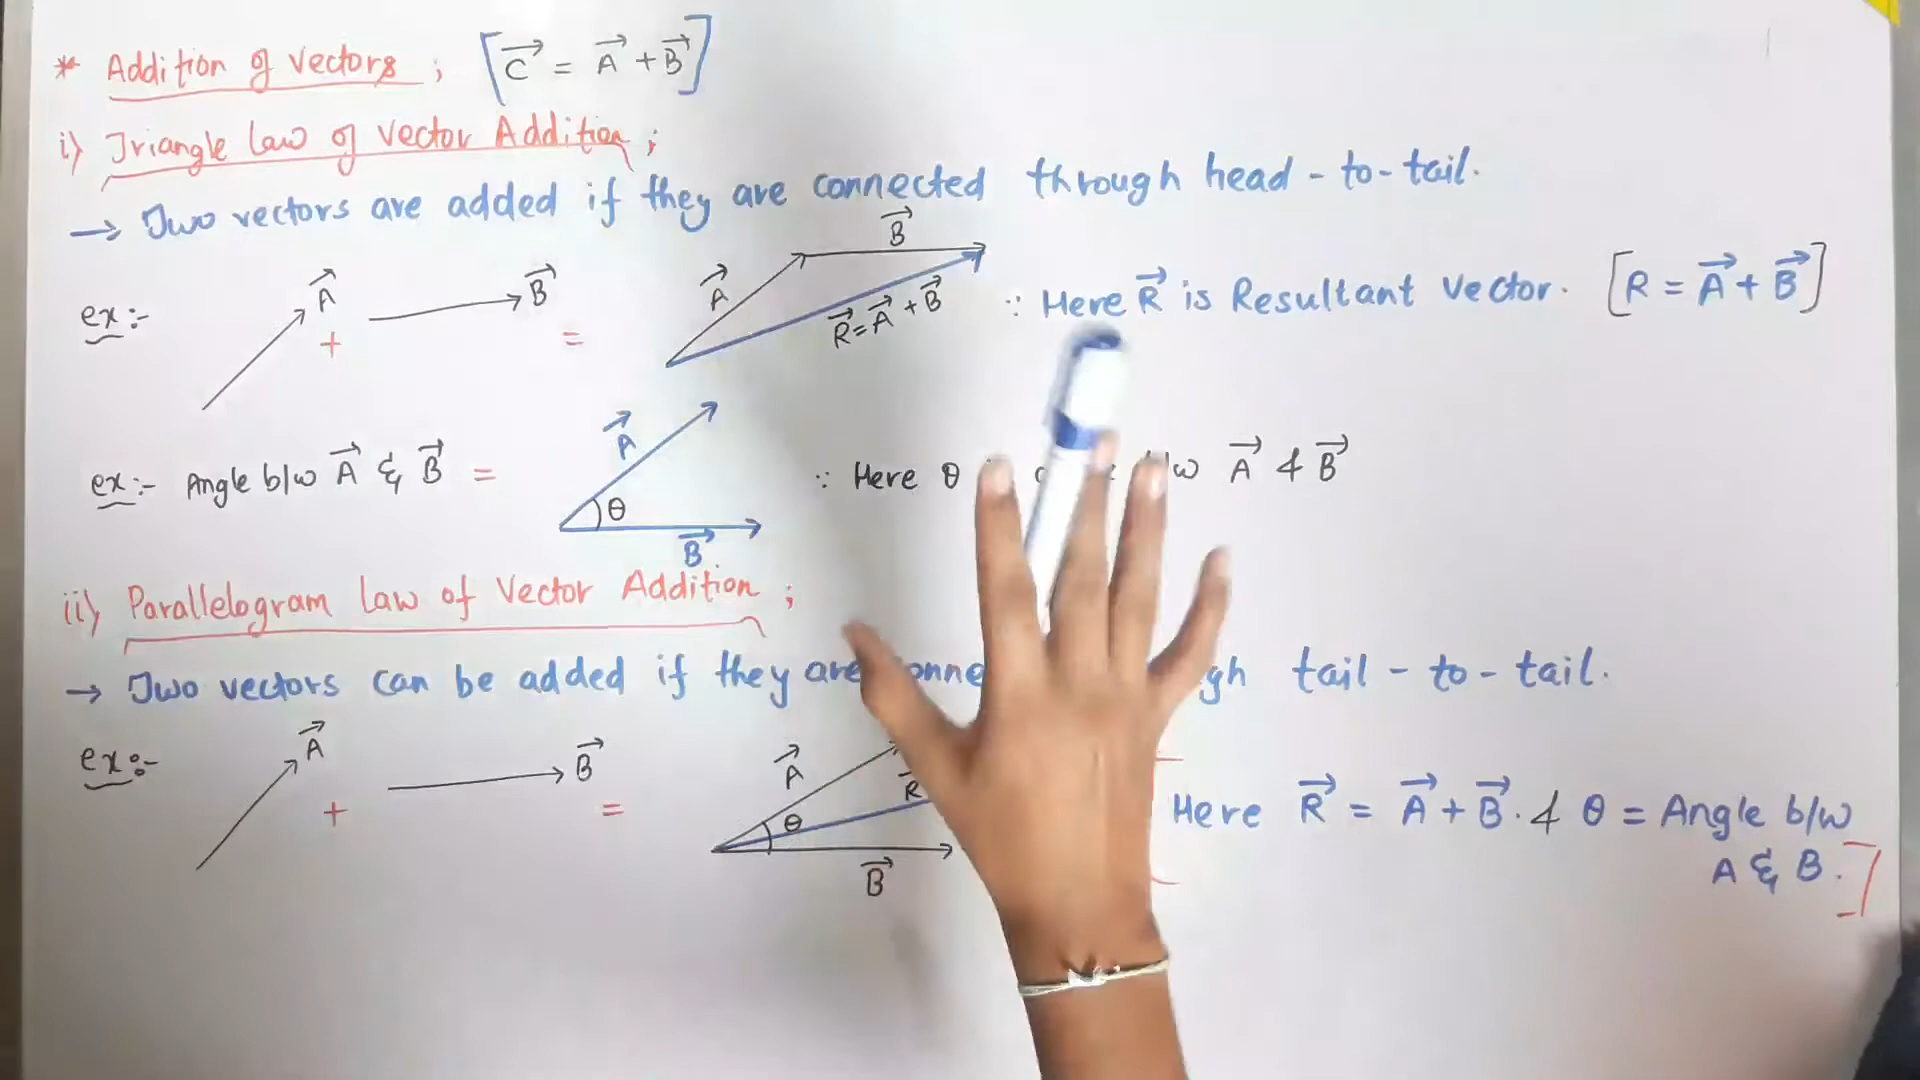 * Addition of vectors ; [C⃗ = A⃗ + B⃗]
i) Triangle Law of Vector Addition ;
→ Two vectors are added if they are connected through head-to-tail.
ex:- A⃗ + B⃗ = A⃗ B⃗ R⃗=A⃗+B⃗ ∵ Here R⃗ is Resultant Vector. [R = A⃗ + B⃗]
ex:- Angle b/w A⃗ & B⃗ = A⃗ θ B⃗ ∵ Here θ A⃗ & B⃗
ii) Parallelogram Law of Vector Addition ;
→ Two vectors can be added if they are tail-to-tail.
ex:- A⃗ + B⃗ = A⃗ R⃗ θ B⃗ Here R⃗ = A⃗ + B⃗. & θ = Angle b/w
A & B.]